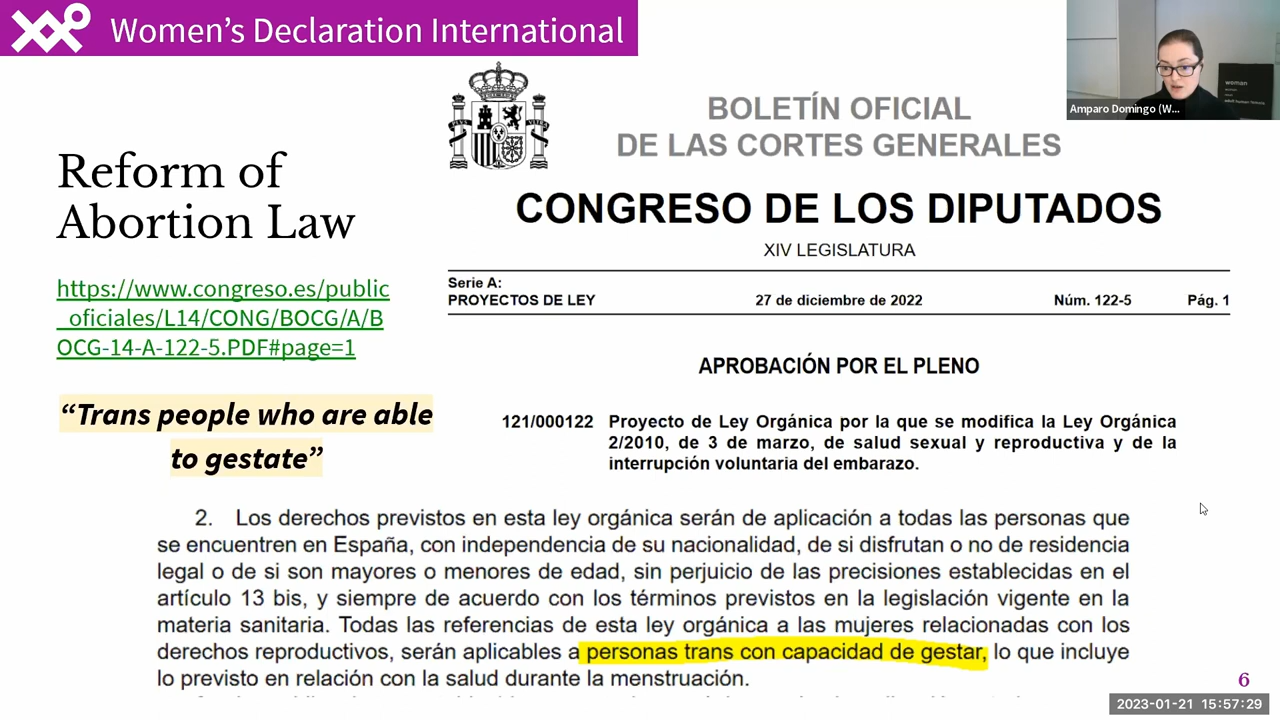 Women's Declaration International
Amparo Domingo (W...
woman
adult human female
BOLETÍN OFICIAL
DE LAS CORTES GENERALES
Reform of
Abortion Law
CONGRESO DE LOS DIPUTADOS
XIV LEGISLATURA
https://www.congreso.es/public
_oficiales/L14/CONG/BOCG/A/B
OCG-14-A-122-5.PDF#page=1
Serie A:
PROYECTOS DE LEY 27 de diciembre de 2022 Núm. 122-5 Pág. 1
APROBACIÓN POR EL PLENO
“Trans people who are able
to gestate”
121/000122 Proyecto de Ley Orgánica por la que se modifica la Ley Orgánica
2/2010, de 3 de marzo, de salud sexual y reproductiva y de la
interrupción voluntaria del embarazo.
2. Los derechos previstos en esta ley orgánica serán de aplicación a todas las personas que
se encuentren en España, con independencia de su nacionalidad, de si disfrutan o no de residencia
legal o de si son mayores o menores de edad, sin perjuicio de las precisiones establecidas en el
artículo 13 bis, y siempre de acuerdo con los términos previstos en la legislación vigente en la
materia sanitaria. Todas las referencias de esta ley orgánica a las mujeres relacionadas con los
derechos reproductivos, serán aplicables a personas trans con capacidad de gestar, lo que incluye
lo previsto en relación con la salud durante la menstruación.
6
2023-01-21 15:57:29